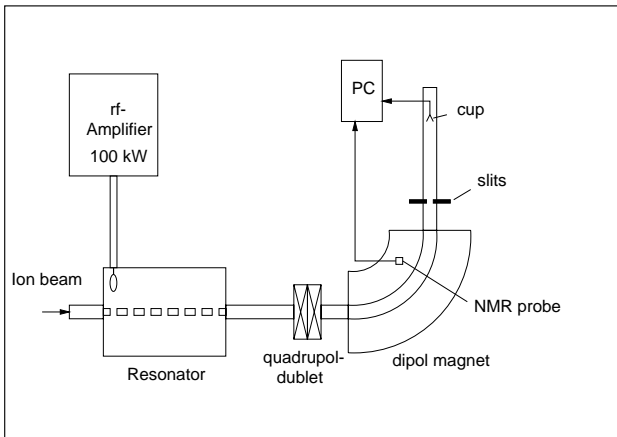 rf-
Amplifier
100 kW
PC
cup
slits
Ion beam
NMR probe
quadrupol-
dublet
dipol magnet
Resonator